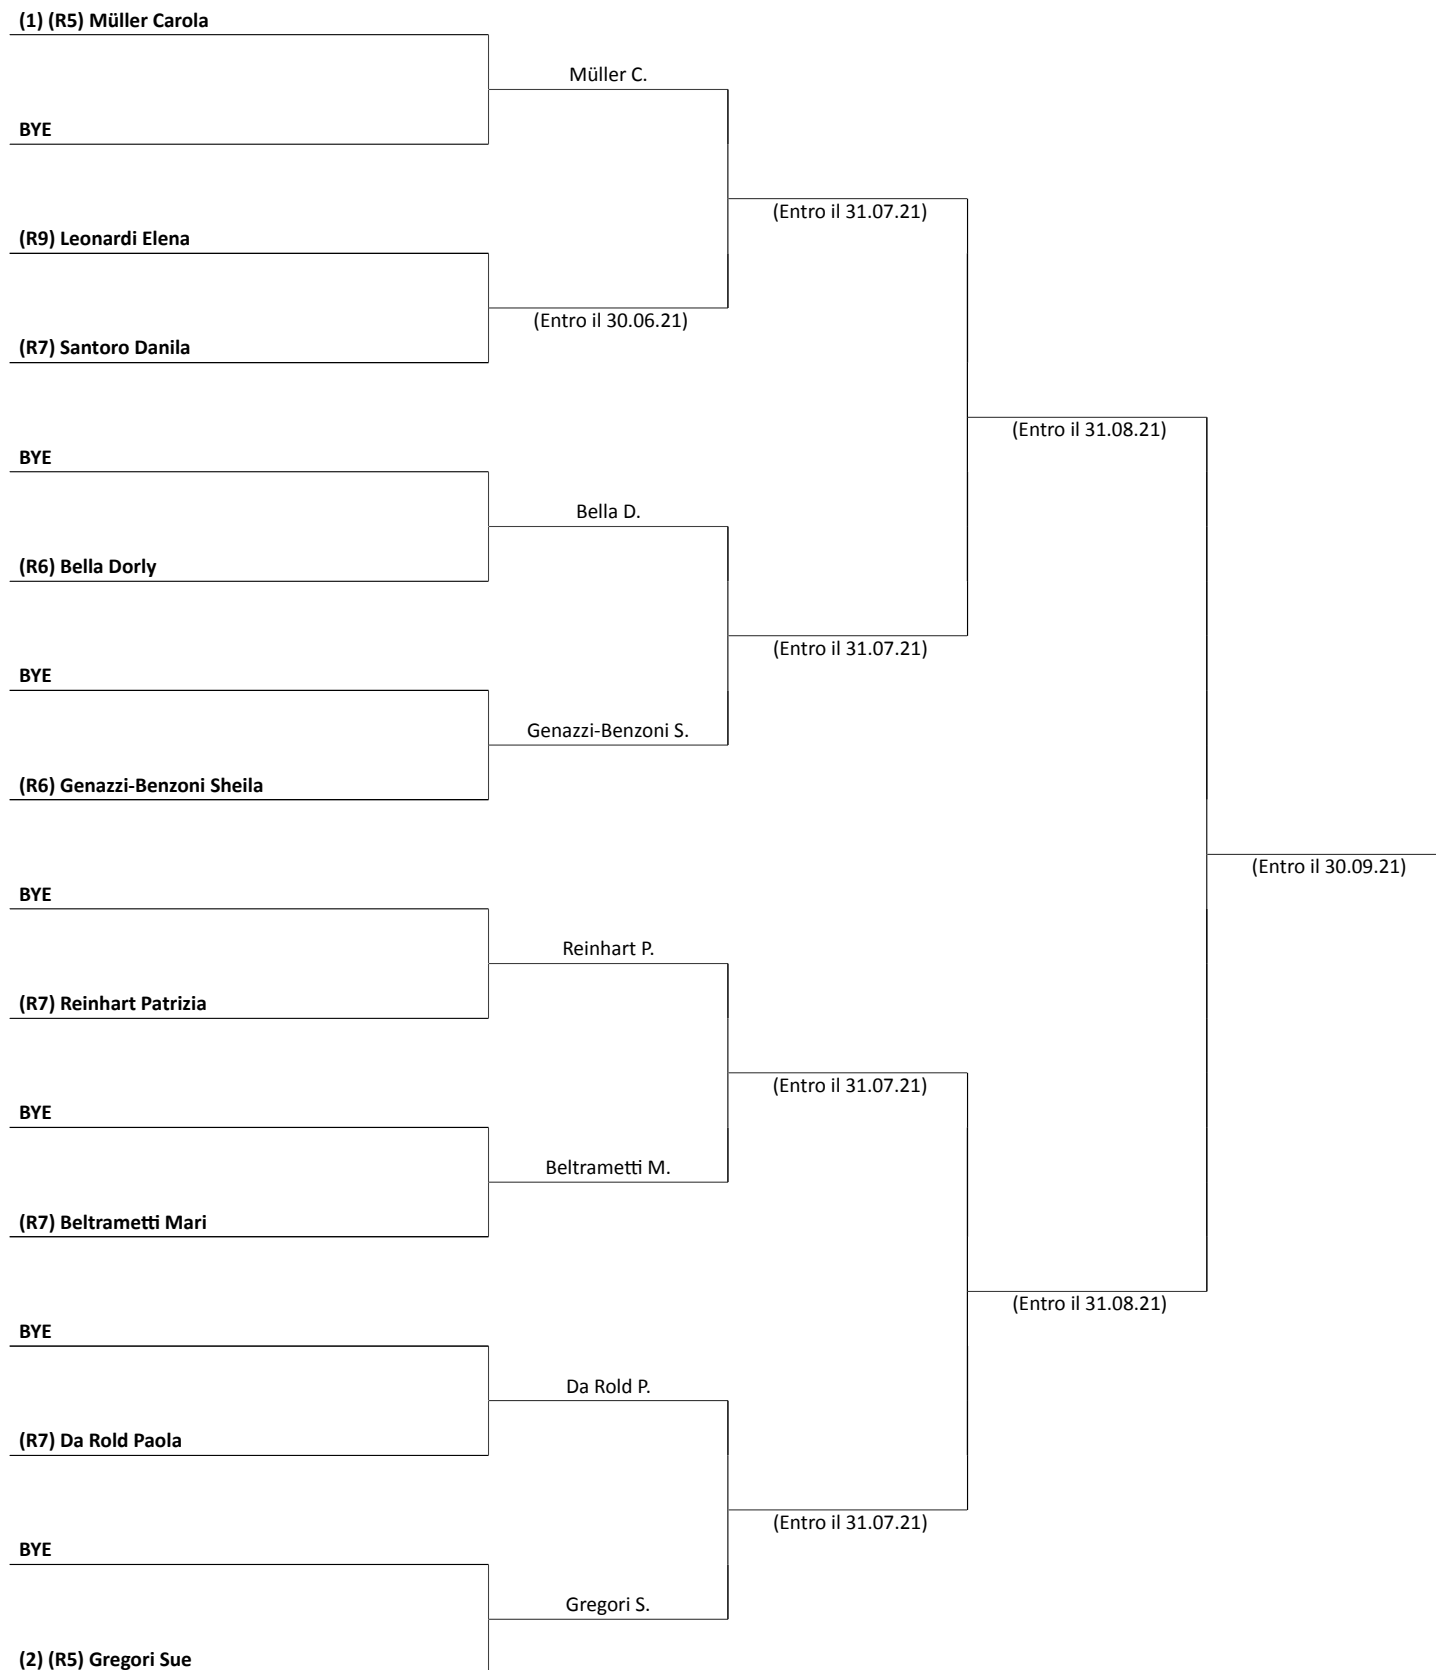 (1) (R5) Müller Carola
Müller C.
BYE
(Entro il 31.07.21)
(R9) Leonardi Elena
(Entro il 30.06.21)
(R7) Santoro Danila
(Entro il 31.08.21)
BYE
Bella D.
(R6) Bella Dorly
(Entro il 31.07.21)
BYE
Genazzi-Benzoni S.
(R6) Genazzi-Benzoni Sheila
(Entro il 30.09.21)
BYE
Reinhart P.
(R7) Reinhart Patrizia
(Entro il 31.07.21)
BYE
Beltrametti M.
(R7) Beltrametti Mari
(Entro il 31.08.21)
BYE
Da Rold P.
(R7) Da Rold Paola
(Entro il 31.07.21)
BYE
Gregori S.
(2) (R5) Gregori Sue